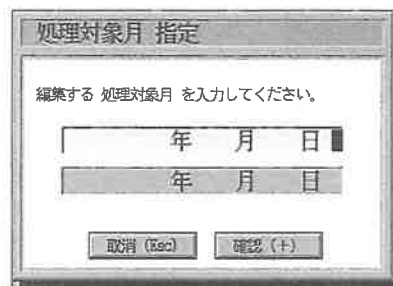 処理対象月 指定
編集する 処理対象月 を入力してください。
年 月 日
年 月 日
取消 (Esc) 確認 (+)